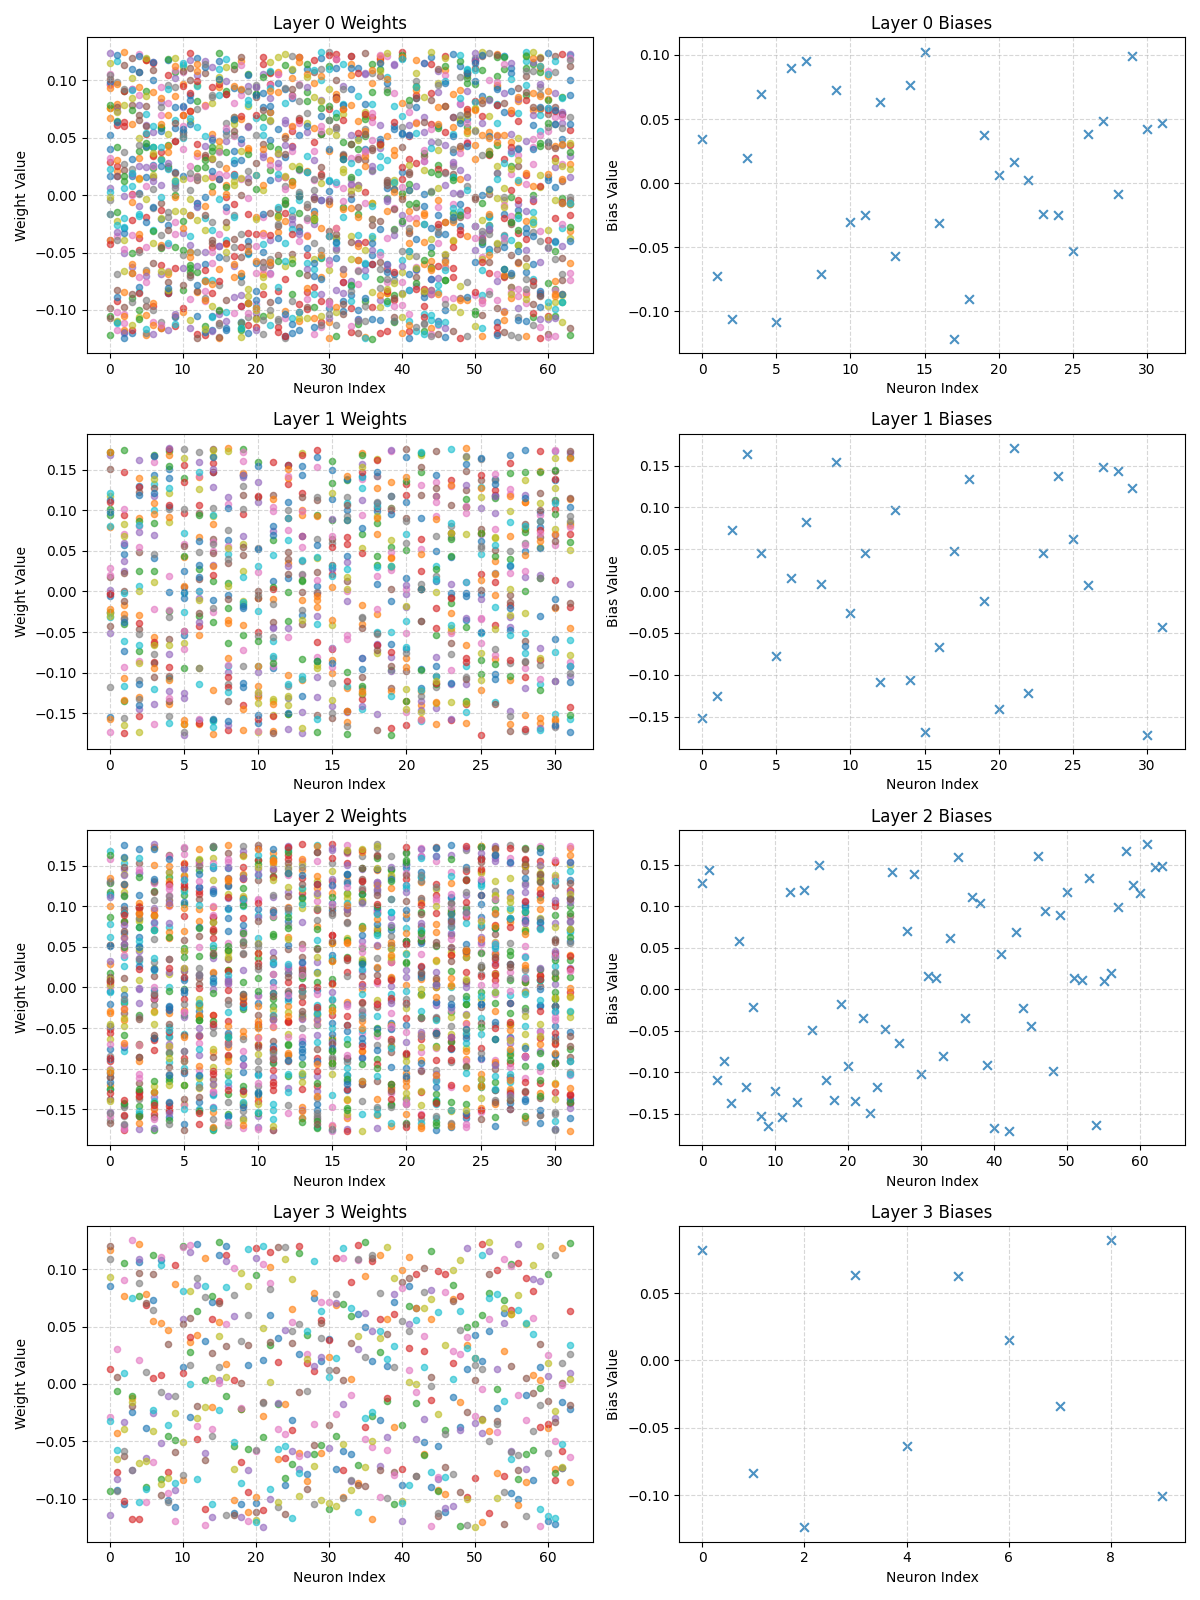 Layer 0 Weights
Weight Value
0.10
0.05
0.00
−0.05
−0.10
0 10 20 30 40 50 60
Neuron Index
Layer 0 Biases
Bias Value
0.10
0.05
0.00
−0.05
−0.10
0 5 10 15 20 25 30
Neuron Index
Layer 1 Weights
Weight Value
0.15
0.10
0.05
0.00
−0.05
−0.10
−0.15
0 5 10 15 20 25 30
Neuron Index
Layer 1 Biases
Bias Value
0.15
0.10
0.05
0.00
−0.05
−0.10
−0.15
0 5 10 15 20 25 30
Neuron Index
Layer 2 Weights
Weight Value
0.15
0.10
0.05
0.00
−0.05
−0.10
−0.15
0 5 10 15 20 25 30
Neuron Index
Layer 2 Biases
Bias Value
0.15
0.10
0.05
0.00
−0.05
−0.10
−0.15
0 10 20 30 40 50 60
Neuron Index
Layer 3 Weights
Weight Value
0.10
0.05
0.00
−0.05
−0.10
0 10 20 30 40 50 60
Neuron Index
Layer 3 Biases
Bias Value
0.05
0.00
−0.05
−0.10
0 2 4 6 8
Neuron Index